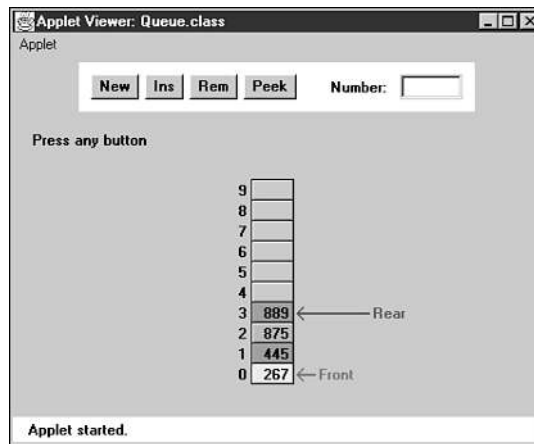 Applet Viewer: Queue.class
Applet
New Ins Rem Peek Number:
Press any button
9
8
7
6
5
4
3 889 Rear
2 875
1 445
0 267 Front
Applet started.